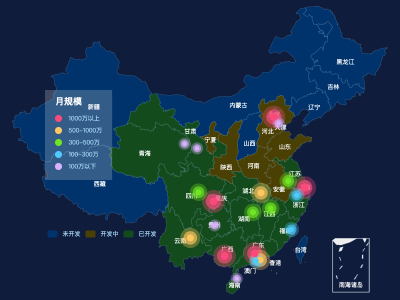 黑龙江
吉林
辽宁
内蒙古
月规模
新疆
1000万以上
500-1000万
300-500万
100-300万
100万以下
天津
河北
甘肃
宁夏
山西
山东
青海
陕西
河南
西藏
江苏
安徽
四川
重庆
湖北
浙江
湖南
江西
福建
云南
未开发
开发中
已开发
广西
广东
台湾
香港
澳门
海南
南海诸岛